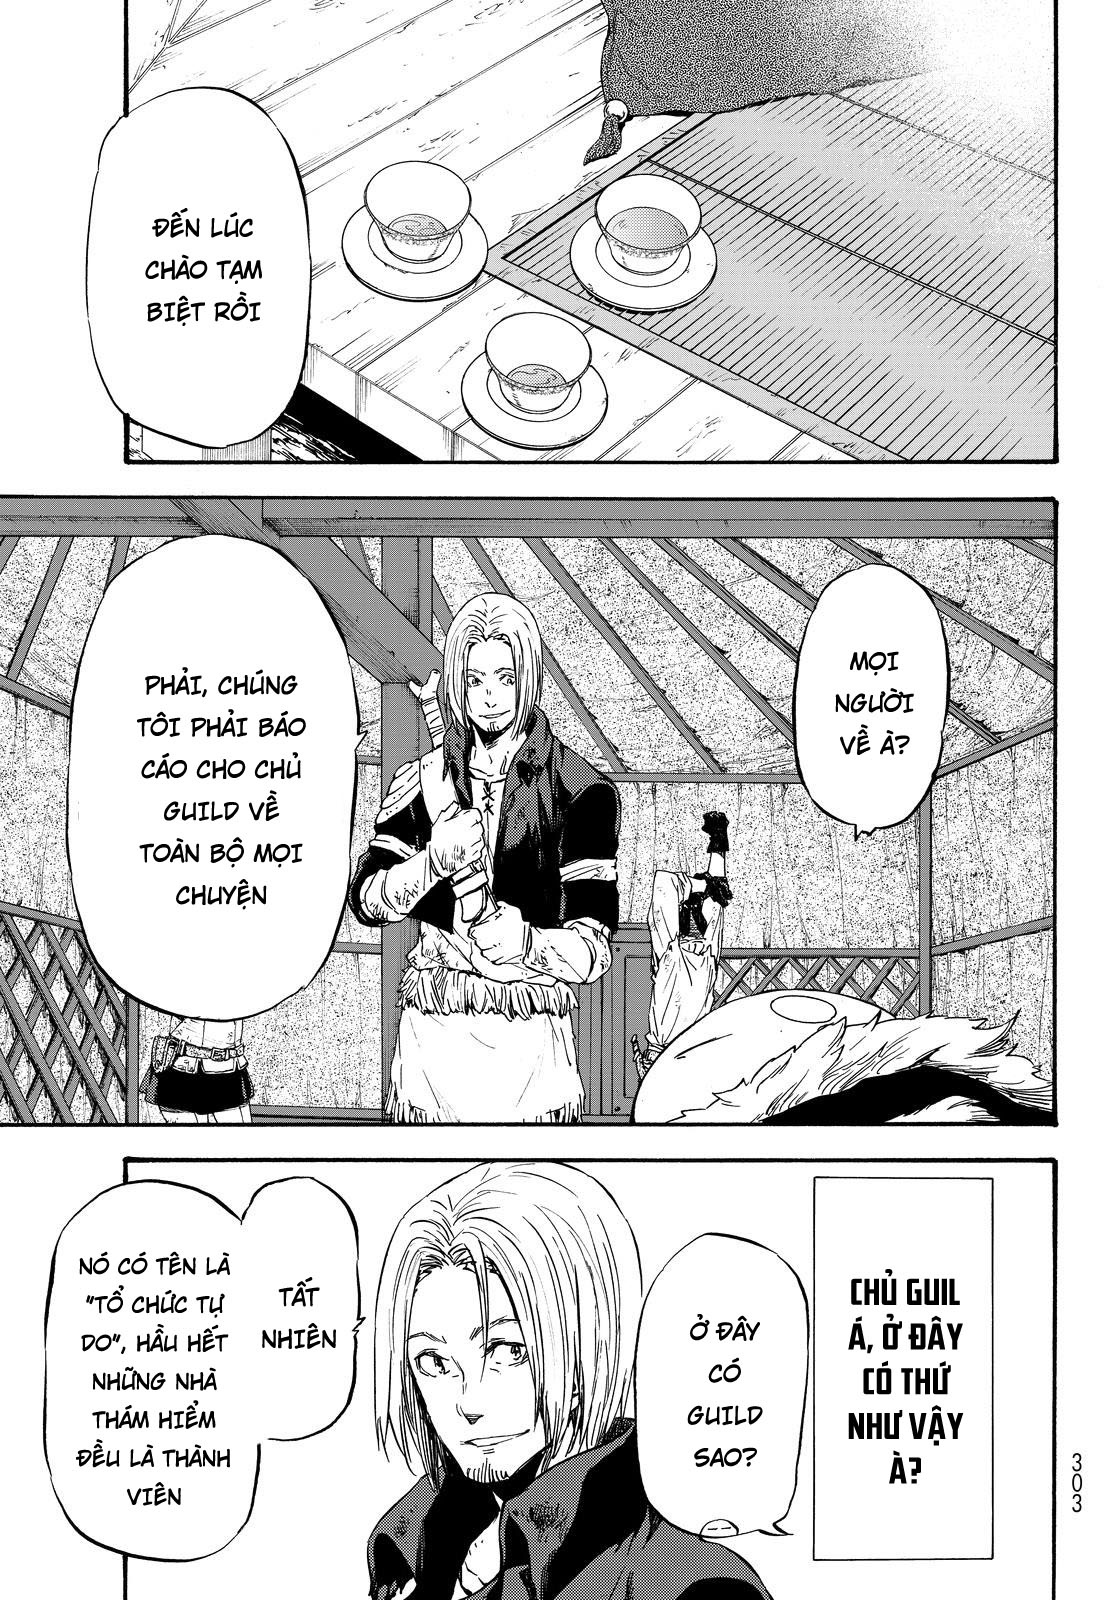 ĐẾN LÚC
CHÀO TẠM
BIỆT RỒI
MỌI
NGƯỜI
VỀ À?
PHẢI, CHÚNG
TÔI PHẢI BÁO
CÁO CHO CHỦ
GUILD VỀ
TOÀN BỘ MỌI
CHUYỆN
CHỦ GUIL
Á, Ở ĐÂY
CÓ THỨ
NHƯ VẬY
À?
Ở ĐÂY
CÓ
GUILD
SAO?
TẤT
NHIÊN
NÓ CÓ TÊN LÀ
"TỔ CHỨC TỰ
DO", HẦU HẾT
NHỮNG NHÀ
THÁM HIỂM
ĐỀU LÀ THÀNH
VIÊN
303